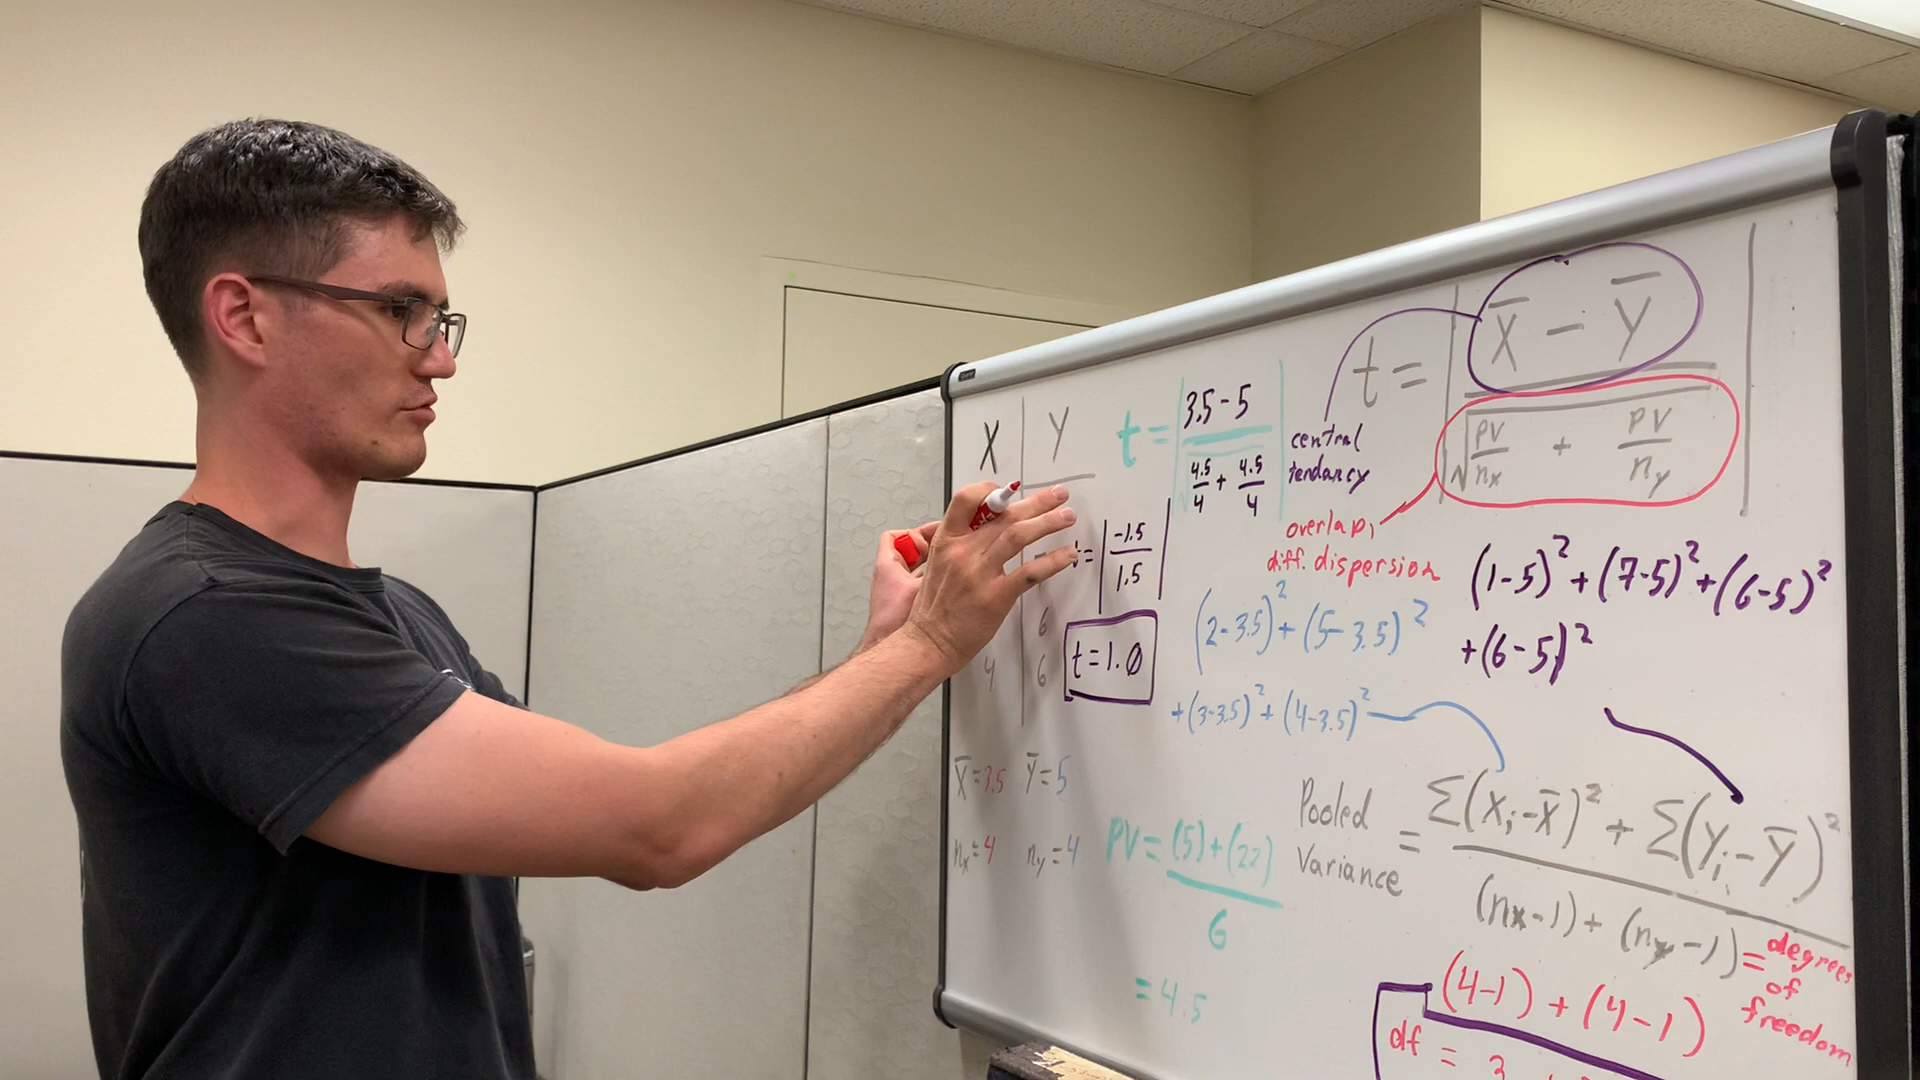 X Y
6
4 6
X̄ = 3.5 Ȳ = 5
nx = 4 ny = 4
t = | (3.5 - 5) / √(4.5/4 + 4.5/4) |
t = | -1.5 / 1.5 |
t = 1.0
central
tendancy
t = | (X̄ - Ȳ) / √(PV/nx + PV/ny) |
overlap,
diff. dispersion
(2-3.5)² + (5-3.5)²
+ (3-3.5)² + (4-3.5)²
(1-5)² + (7-5)² + (6-5)²
+ (6-5)²
PV = ((5) + (22)) / 6
= 4.5
Pooled
Variance
= (Σ(Xi - X̄)² + Σ(Yi - Ȳ)²) / ((nx-1) + (ny-1))
= degrees
of
freedom
(4-1) + (4-1)
df = 3